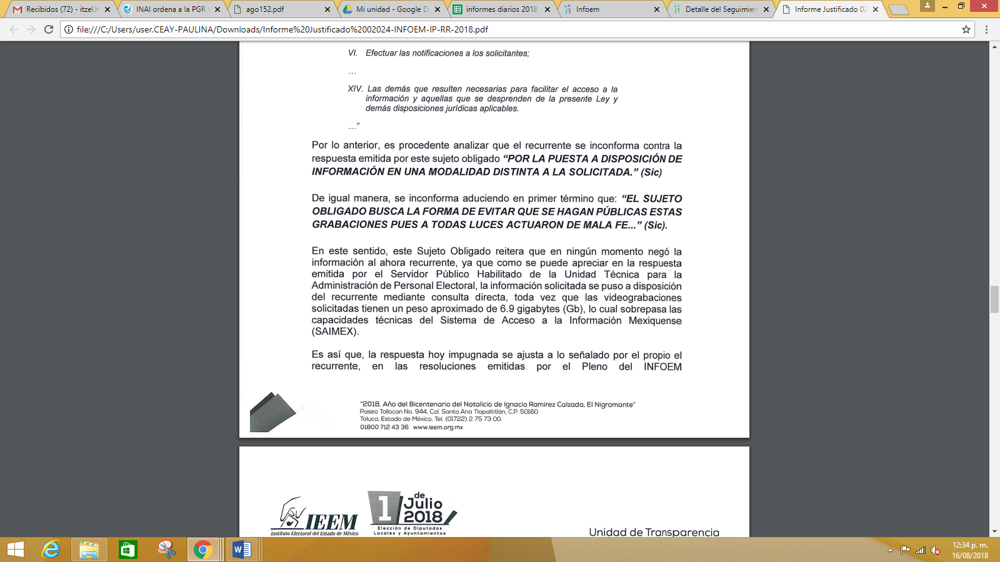 Recibidos (72) - itzel.h
INAI ordena a la PGR
ago152.pdf
Mi unidad - Google D
informes diarios 2018
Infoem
Detalle del Seguimien
Informe Justificado 02
file:///C:/Users/user.CEAY-PAULINA/Downloads/Informe%20Justificado%2002024-INFOEM-IP-RR-2018.pdf
VI. Efectuar las notificaciones a los solicitantes;
...
XIV. Las demás que resulten necesarias para facilitar el acceso a la
información y aquellas que se desprenden de la presente Ley y
demás disposiciones jurídicas aplicables.
..."
Por lo anterior, es procedente analizar que el recurrente se inconforma contra la
respuesta emitida por este sujeto obligado “POR LA PUESTA A DISPOSICIÓN DE
INFORMACIÓN EN UNA MODALIDAD DISTINTA A LA SOLICITADA.” (Sic)
De igual manera, se inconforma aduciendo en primer término que: “EL SUJETO
OBLIGADO BUSCA LA FORMA DE EVITAR QUE SE HAGAN PÚBLICAS ESTAS
GRABACIONES PUES A TODAS LUCES ACTUARON DE MALA FE...” (Sic).
En este sentido, este Sujeto Obligado reitera que en ningún momento negó la
información al ahora recurrente, ya que como se puede apreciar en la respuesta
emitida por el Servidor Público Habilitado de la Unidad Técnica para la
Administración de Personal Electoral, la información solicitada se puso a disposición
del recurrente mediante consulta directa, toda vez que las videograbaciones
solicitadas tienen un peso aproximado de 6.9 gigabytes (Gb), lo cual sobrepasa las
capacidades técnicas del Sistema de Acceso a la Información Mexiquense
(SAIMEX).
Es así que, la respuesta hoy impugnada se ajusta a lo señalado por el propio el
recurrente, en las resoluciones emitidas por el Pleno del INFOEM
“2018. Año del Bicentenario del Natalicio de Ignacio Ramírez Calzada, El Nigromante”
Paseo Tollocan No. 944, Col. Santa Ana Tlapaltitlán, C.P. 50160
Toluca, Estado de México, Tel. (01722) 2 75 73 00.
01800 712 43 36 www.ieem.org.mx
IEEM
Instituto Electoral del Estado de México
1 de Julio 2018
Elección de Diputados
Locales y Ayuntamientos
Unidad de Transparencia
12:34 p. m.
16/08/2018